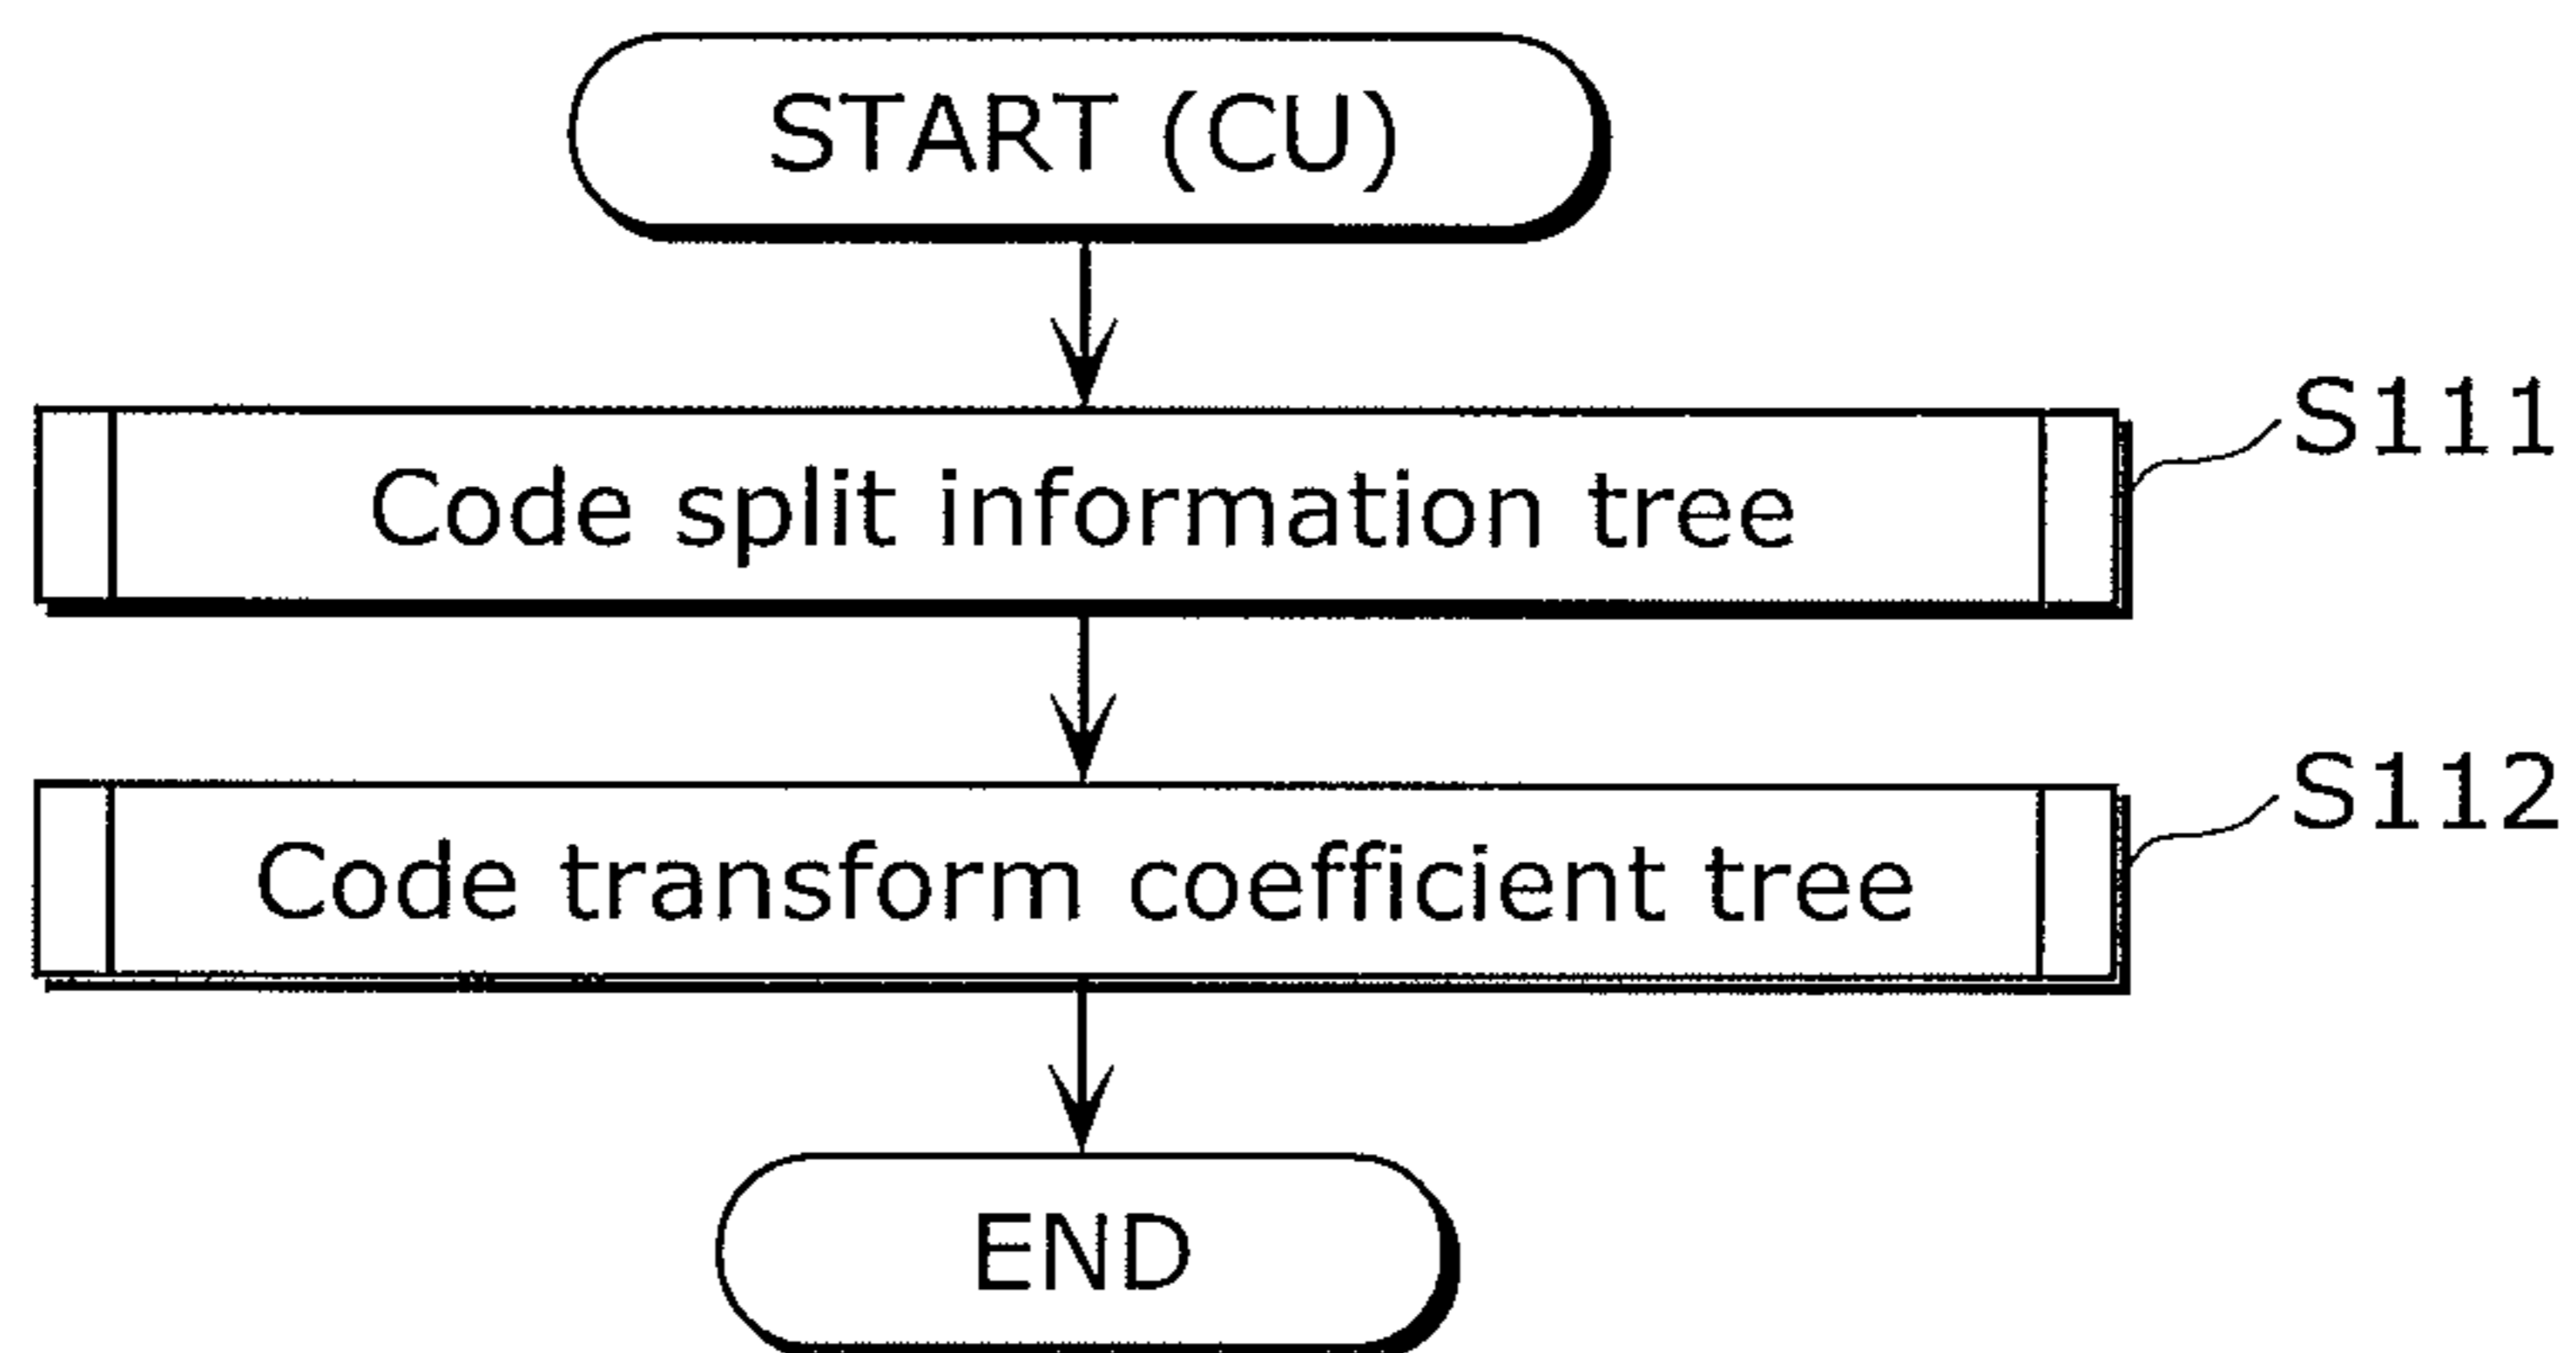 START (CU)
Code split information tree
S111
Code transform coefficient tree
S112
END